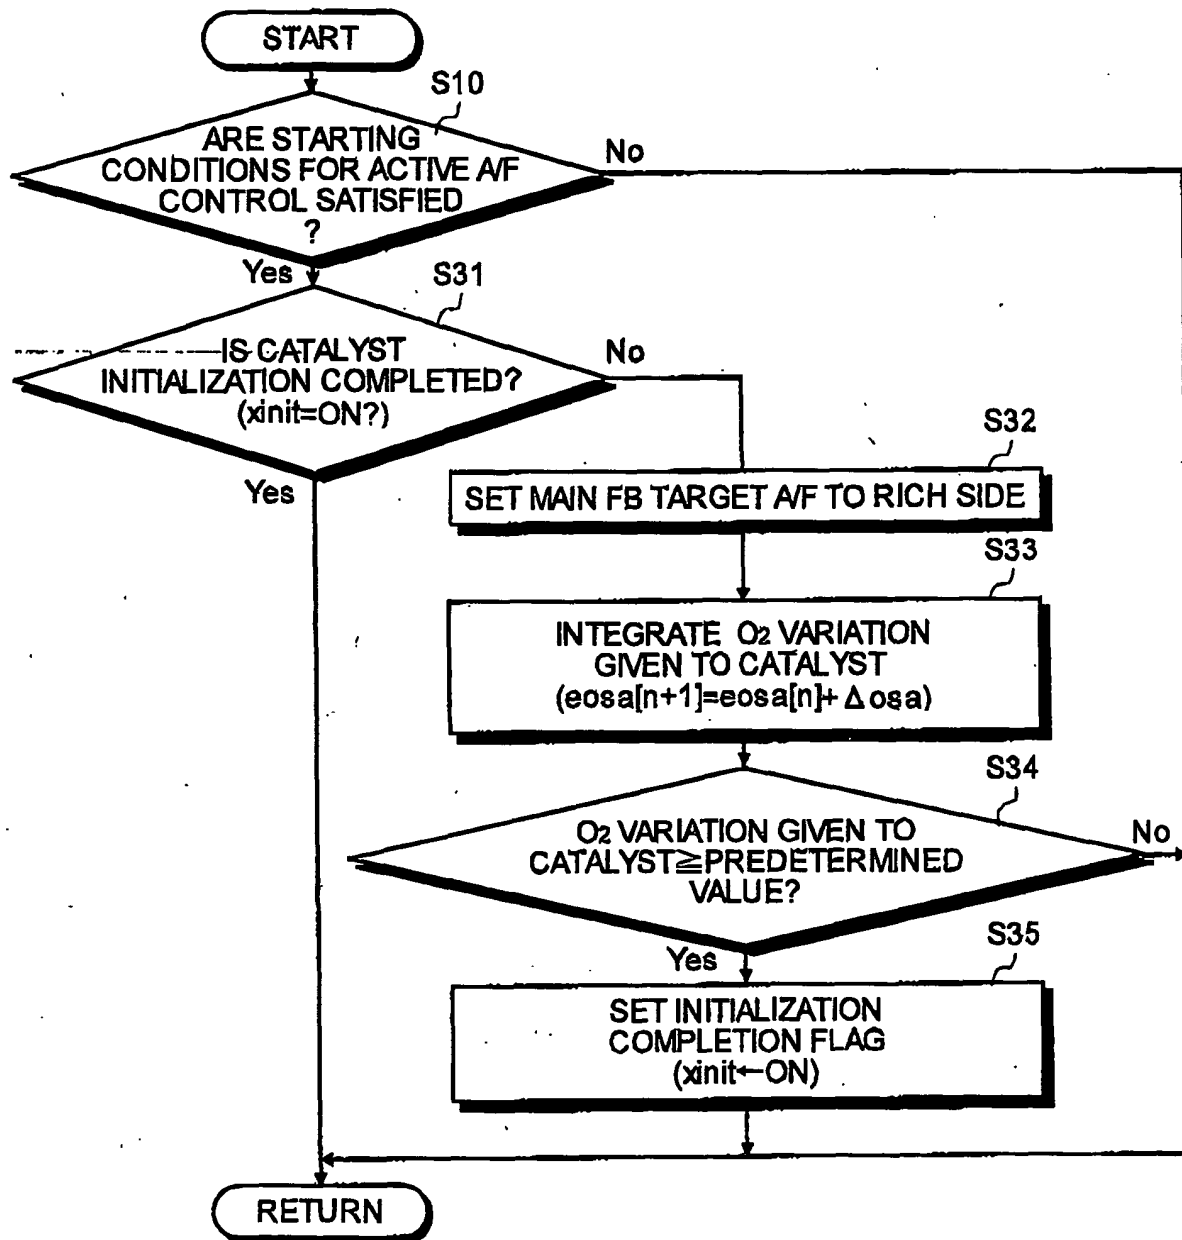 START
S10
ARE STARTING
CONDITIONS FOR ACTIVE A/F
CONTROL SATISFIED
?
No
Yes
S31
IS CATALYST
INITIALIZATION COMPLETED?
(xinit=ON?)
No
Yes
S32
SET MAIN FB TARGET A/F TO RICH SIDE
S33
INTEGRATE O2 VARIATION
GIVEN TO CATALYST
(eosa[n+1]=eosa[n]+Δosa)
S34
O2 VARIATION GIVEN TO
CATALYST≧PREDETERMINED
VALUE?
No
Yes
S35
SET INITIALIZATION
COMPLETION FLAG
(xinit←ON)
RETURN